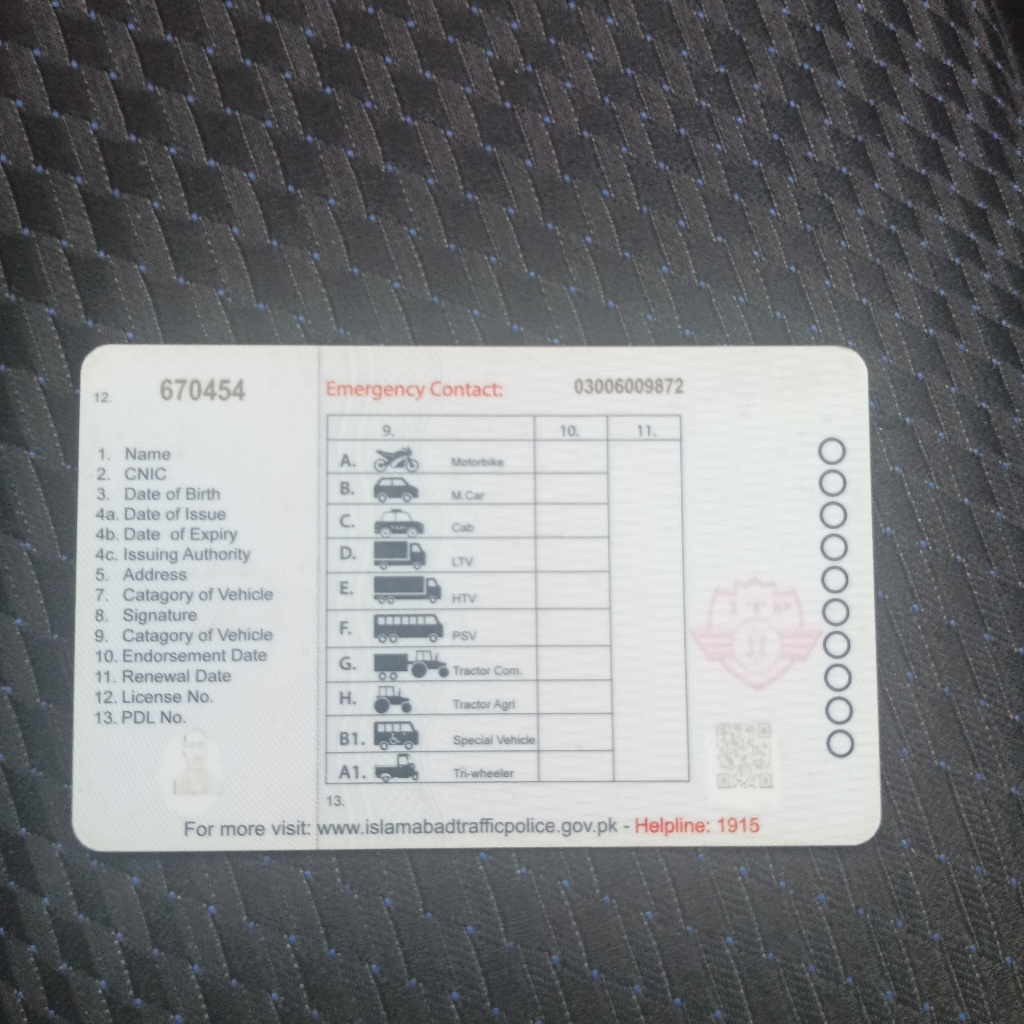 12. 670454
Emergency Contact: 03006009872
1. Name
2. CNIC
3. Date of Birth
4a. Date of Issue
4b. Date of Expiry
4c. Issuing Authority
5. Address
7. Catagory of Vehicle
8. Signature
9. Catagory of Vehicle
10. Endorsement Date
11. Renewal Date
12. License No.
13. PDL No.
9. 10. 11.
A. Motorbike
B. M.Car
C. Cab
D. LTV
E. HTV
F. PSV
G. Tractor Com.
H. Tractor Agri
B1. Special Vehicle
A1. Tri-wheeler
ITP
13.
For more visit: www.islamabadtrafficpolice.gov.pk - Helpline: 1915